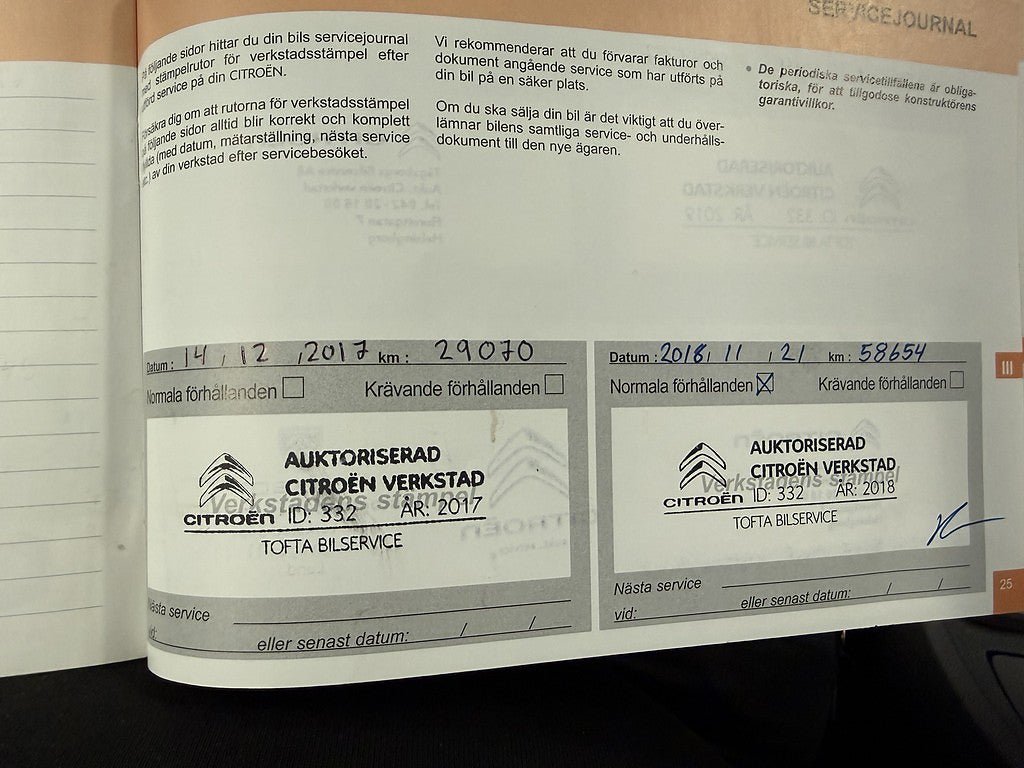 SERVICEJOURNAL
följande sidor hittar du din bils servicejournal
med stämpelrutor för verkstadsstämpel efter
utförd service på din CITROËN.
Försäkra dig om att rutorna för verkstadsstämpel
på följande sidor alltid blir korrekt och komplett
ifyllda (med datum, mätarställning, nästa service
etc.) av din verkstad efter servicebesöket.
Vi rekommenderar att du förvarar fakturor och
dokument angående service som har utförts på
din bil på en säker plats.
Om du ska sälja din bil är det viktigt att du över-
lämnar bilens samtliga service- och underhålls-
dokument till den nye ägaren.
• De periodiska servicetillfällena är obliga-
toriska, för att tillgodose konstruktörens
garantivillkor.
Datum: 14, 12, 2017 km: 29070
Normala förhållanden Krävande förhållanden
AUKTORISERAD
CITROËN VERKSTAD
Verkstadens stämpel
CITROËN ID: 332 ÅR: 2017
TOFTA BILSERVICE
Nästa service
vid: eller senast datum: / /
Datum: 2018, 11, 21 km: 58654
Normala förhållanden Krävande förhållanden
AUKTORISERAD
CITROËN VERKSTAD
Verkstadens stämpel
CITROËN ID: 332 ÅR: 2018
TOFTA BILSERVICE
Nästa service
vid: eller senast datum: / /
III
25